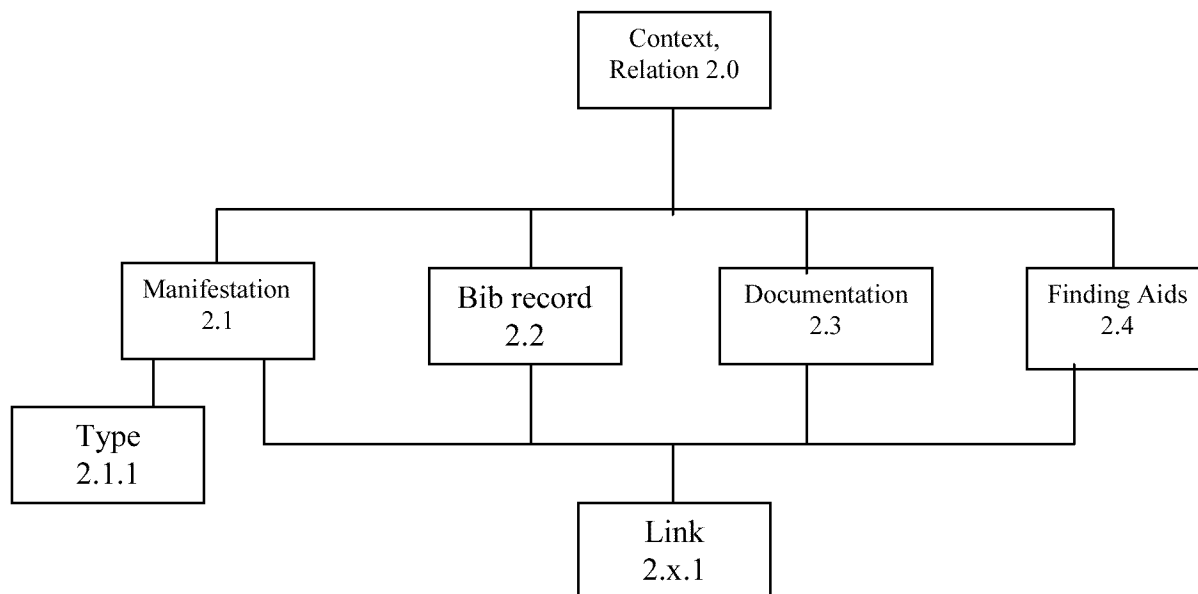 Context,
Relation 2.0
Manifestation
2.1
Bib record
2.2
Documentation
2.3
Finding Aids
2.4
Type
2.1.1
Link
2.x.1